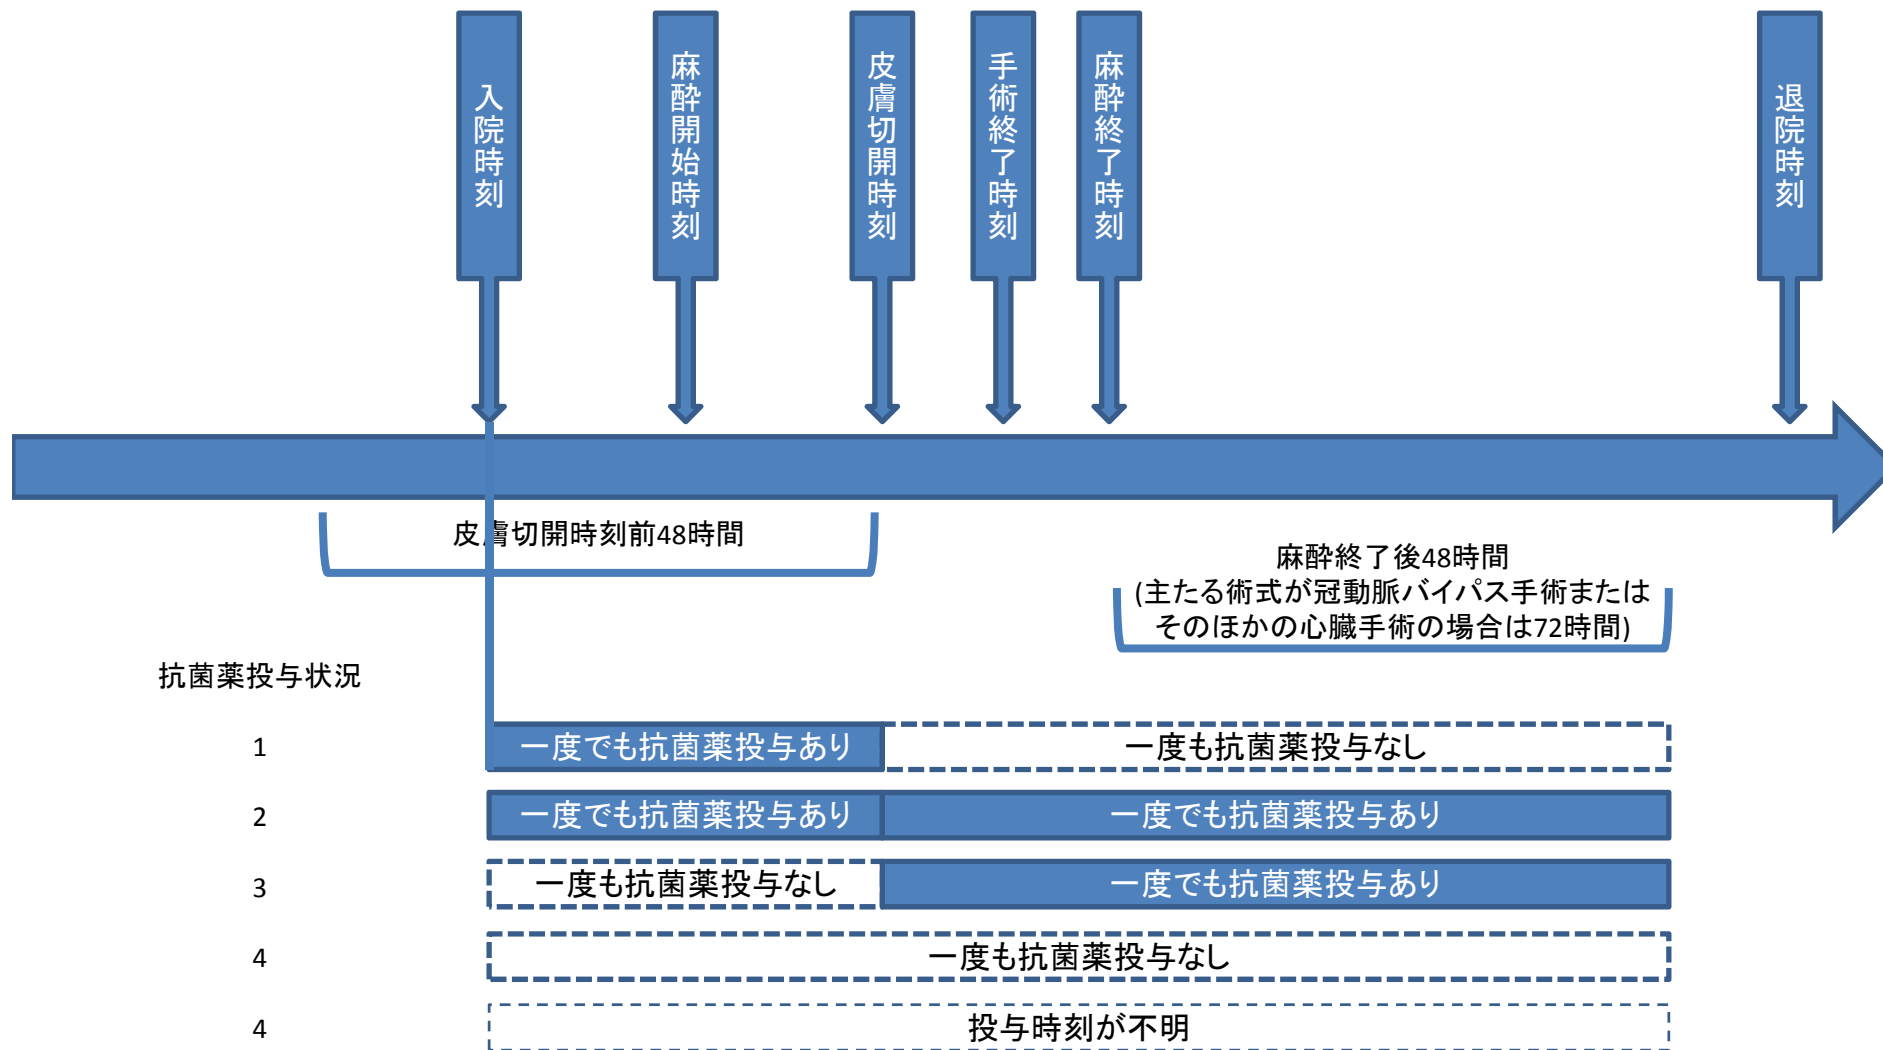 入院時刻
麻酔開始時刻
皮膚切開時刻
手術終了時刻
麻酔終了時刻
退院時刻
皮膚切開時刻前48時間
麻酔終了後48時間
(主たる術式が冠動脈バイパス手術または
そのほかの心臓手術の場合は72時間)
抗菌薬投与状況
1
一度でも抗菌薬投与あり
一度も抗菌薬投与なし
2
一度でも抗菌薬投与あり
一度でも抗菌薬投与あり
3
一度も抗菌薬投与なし
一度でも抗菌薬投与あり
4
一度も抗菌薬投与なし
4
投与時刻が不明